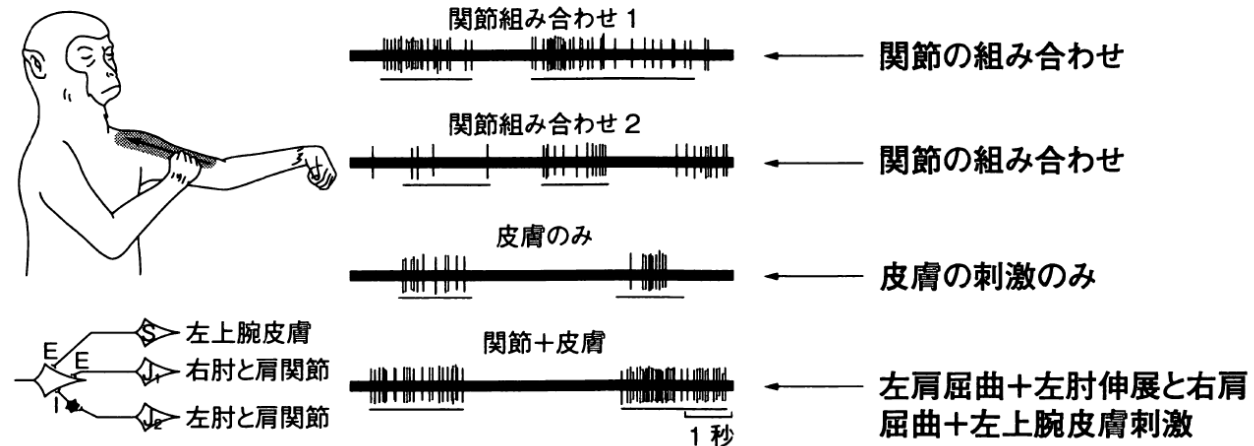 関節組み合わせ 1
関節の組み合わせ
関節組み合わせ 2
関節の組み合わせ
皮膚のみ
皮膚の刺激のみ
関節+皮膚
左肩屈曲+左肘伸展と右肩
屈曲+左上腕皮膚刺激
1 秒
E
S
左上腕皮膚
E
J1
右肘と肩関節
I
J2
左肘と肩関節